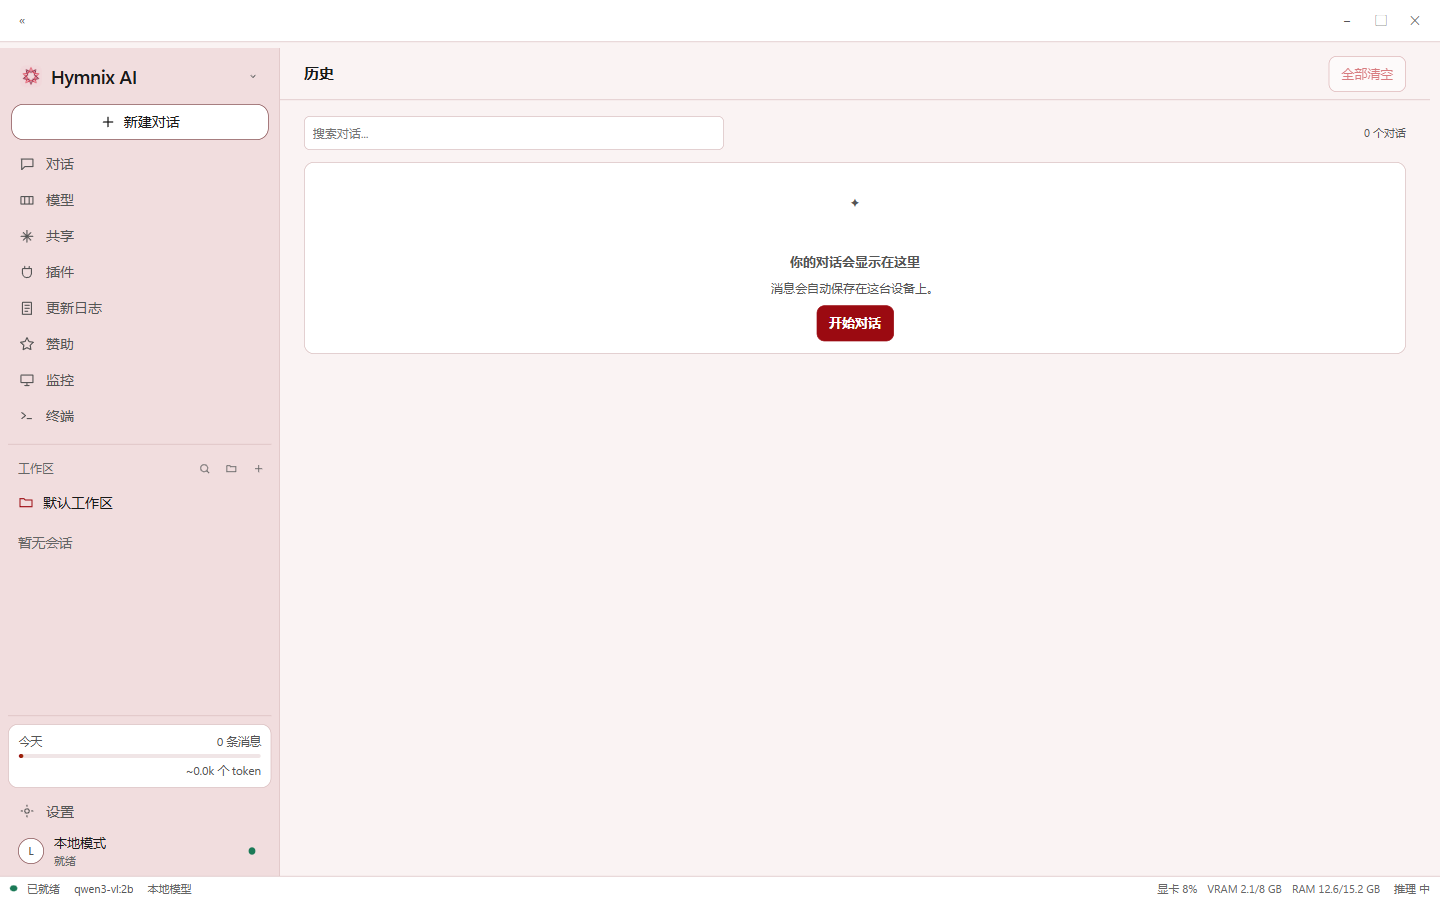 «
Hymnix AI
新建对话
对话
模型
共享
插件
更新日志
赞助
监控
终端
工作区
默认工作区
暂无会话
今天 0 条消息
~0.0k 个 token
设置
L
本地模式
就绪
历史
全部清空
搜索对话...
0 个对话
你的对话会显示在这里
消息会自动保存在这台设备上。
开始对话
已就绪 qwen3-vl:2b 本地模型
显卡 8% VRAM 2.1/8 GB RAM 12.6/15.2 GB 推理 中